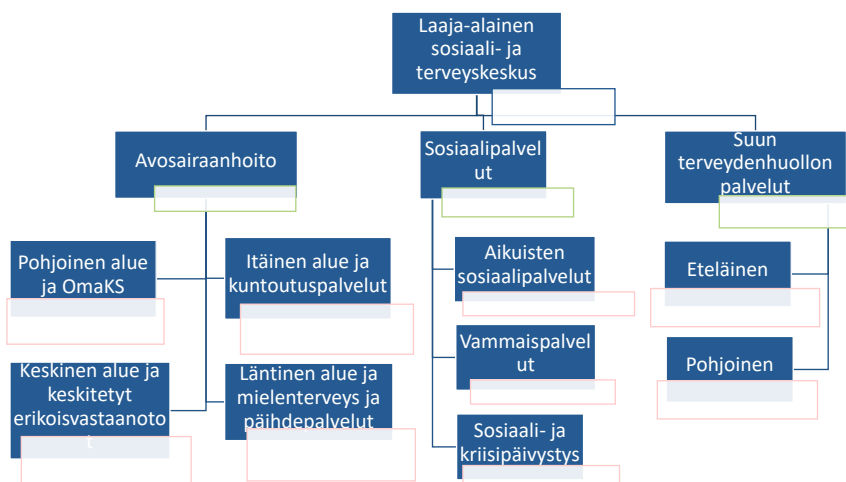 Laaja-alainen
sosiaali- ja
terveyskeskus
Avosairaanhoito
Sosiaalipalvel
ut
Suun
terveydenhuollon
palvelut
Pohjoinen alue
ja OmaKS
Itäinen alue ja
kuntoutuspalvelut
Keskinen alue ja
keskitetyt
erikoisvastaanoto
t
Läntinen alue ja
mielenterveys ja
päihdepalvelut
Aikuisten
sosiaalipalvelut
Vammaispalvel
ut
Sosiaali- ja
kriisipäivystys
Eteläinen
Pohjoinen